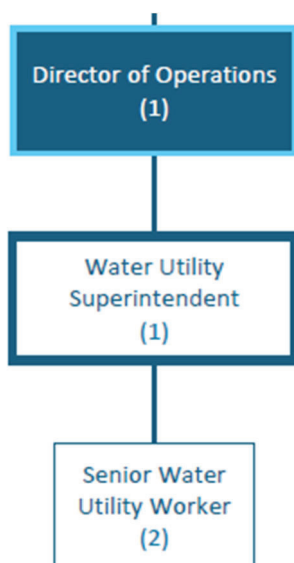 Director of Operations
(1)
Water Utility
Superintendent
(1)
Senior Water
Utility Worker
(2)